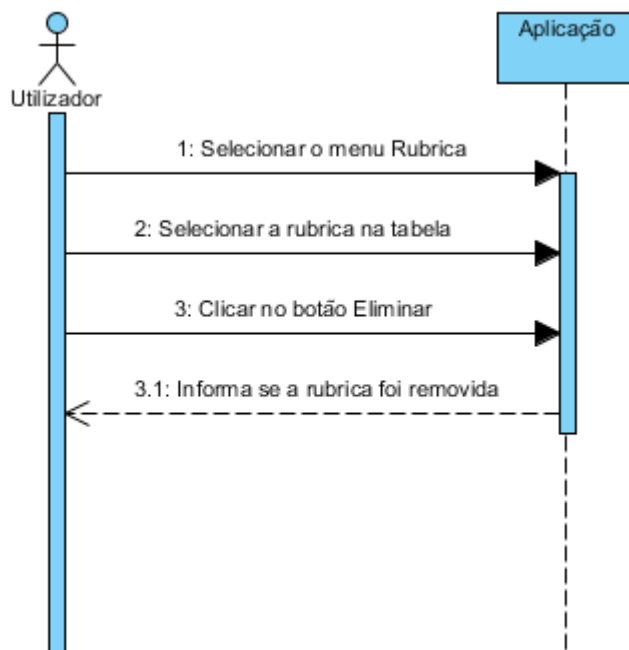 Aplicação
Utilizador
1: Selecionar o menu Rubrica
2: Selecionar a rubrica na tabela
3: Clicar no botão Eliminar
3.1: Informa se a rubrica foi removida